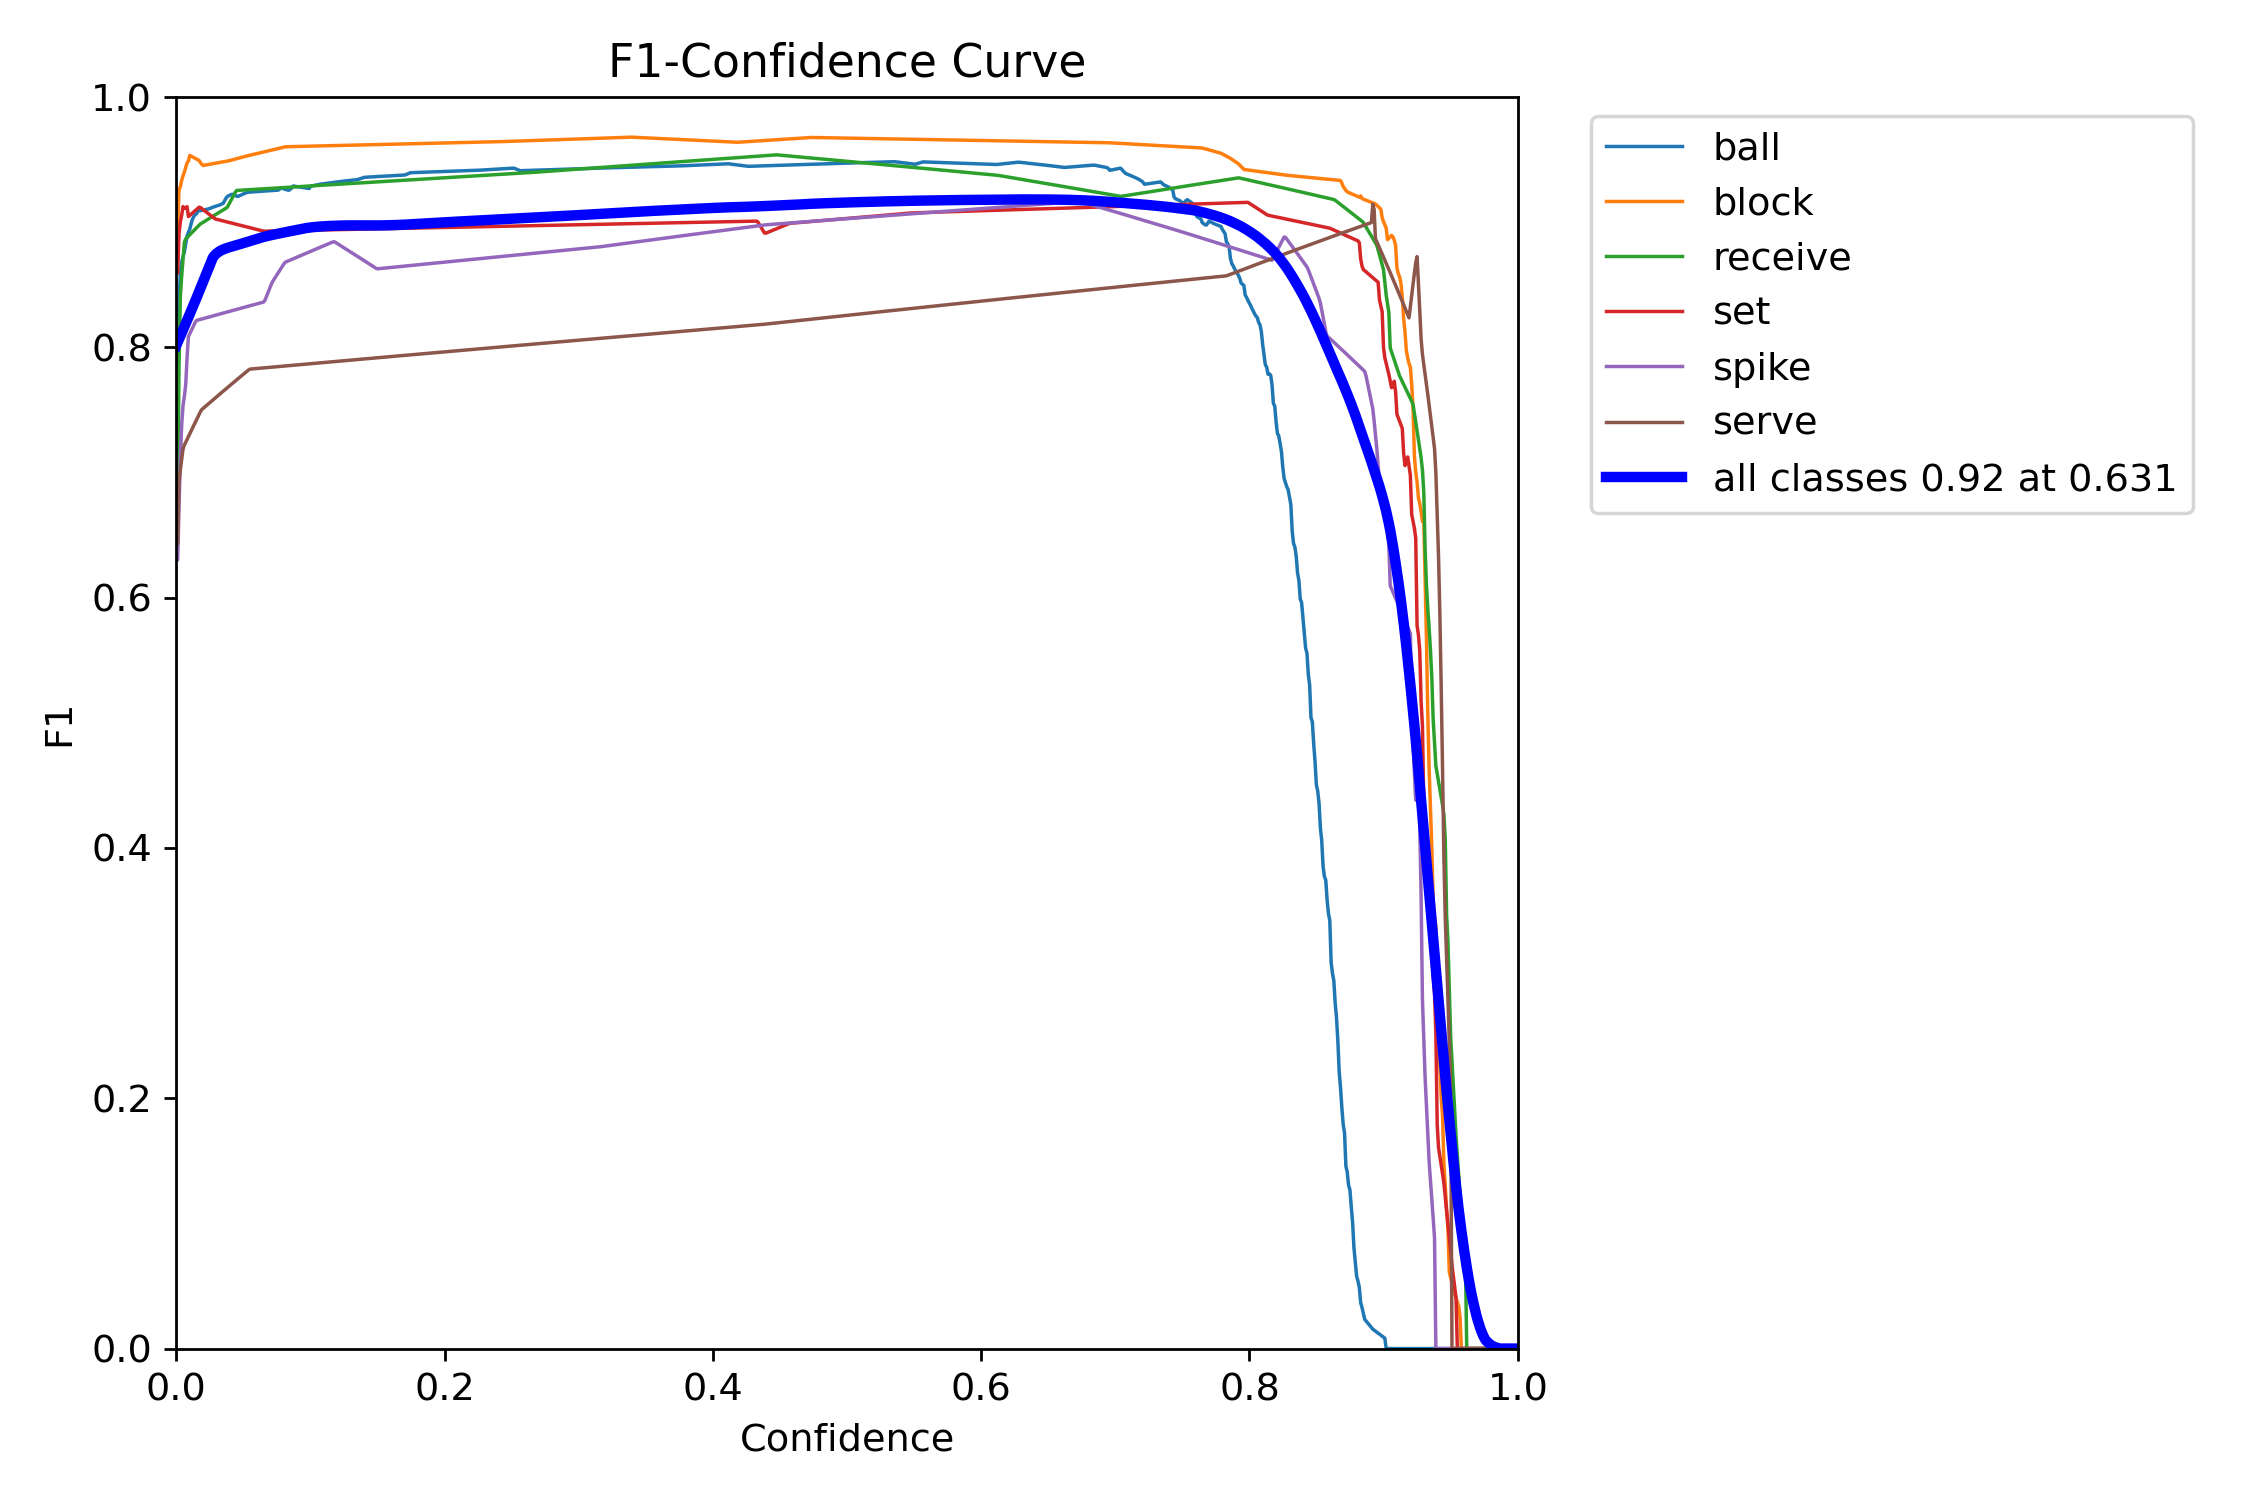 F1-Confidence Curve
1.0
0.8
0.6
0.4
0.2
0.0
F1
0.0 0.2 0.4 0.6 0.8 1.0
Confidence
ball
block
receive
set
spike
serve
all classes 0.92 at 0.631